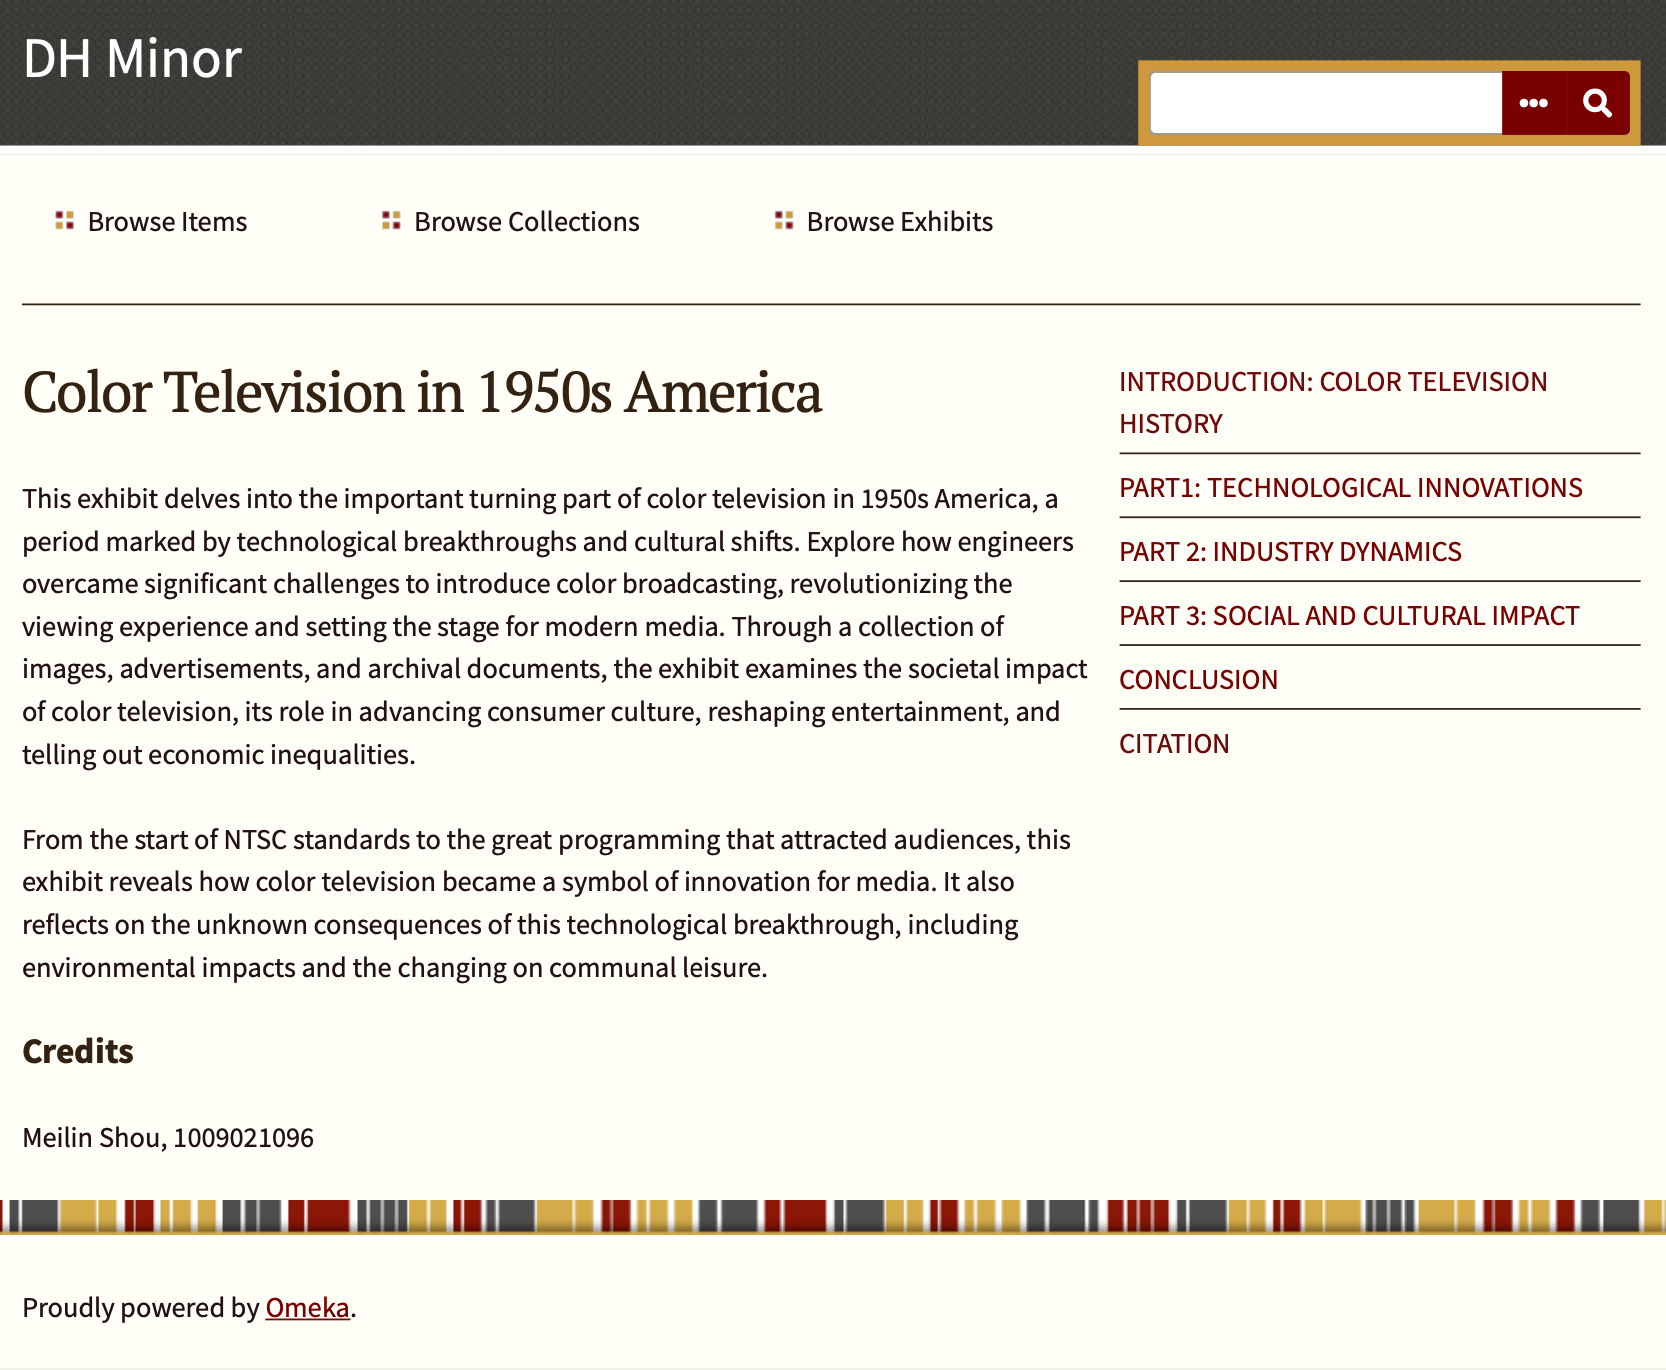 DH Minor
Browse Items
Browse Collections
Browse Exhibits
Color Television in 1950s America
This exhibit delves into the important turning part of color television in 1950s America, a
period marked by technological breakthroughs and cultural shifts. Explore how engineers
overcame significant challenges to introduce color broadcasting, revolutionizing the
viewing experience and setting the stage for modern media. Through a collection of
images, advertisements, and archival documents, the exhibit examines the societal impact
of color television, its role in advancing consumer culture, reshaping entertainment, and
telling out economic inequalities.
From the start of NTSC standards to the great programming that attracted audiences, this
exhibit reveals how color television became a symbol of innovation for media. It also
reflects on the unknown consequences of this technological breakthrough, including
environmental impacts and the changing on communal leisure.
Credits
Meilin Shou, 1009021096
INTRODUCTION: COLOR TELEVISION
HISTORY
PART1: TECHNOLOGICAL INNOVATIONS
PART 2: INDUSTRY DYNAMICS
PART 3: SOCIAL AND CULTURAL IMPACT
CONCLUSION
CITATION
Proudly powered by Omeka.